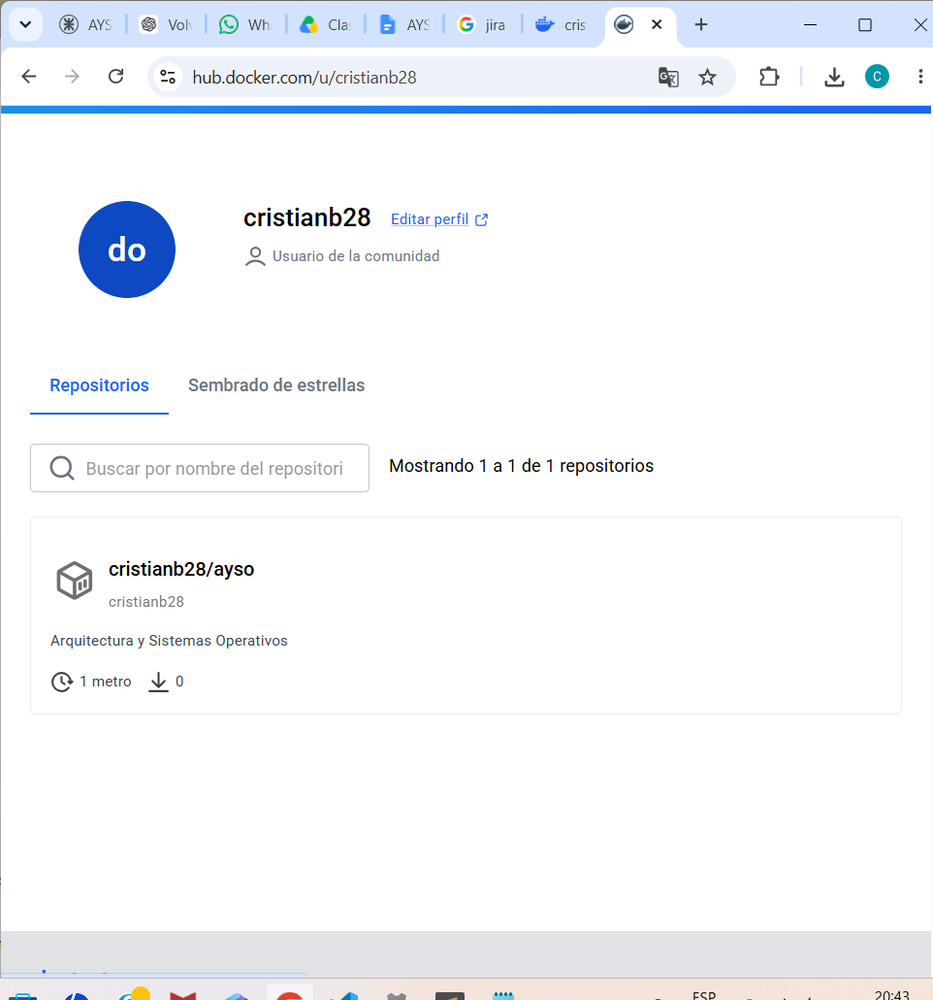 AYS
Volv
Wha
Cla
AYS
jira
cris
hub.docker.com/u/cristianb28
C
do
cristianb28
Editar perfil
Usuario de la comunidad
Repositorios
Sembrado de estrellas
Buscar por nombre del repositori
Mostrando 1 a 1 de 1 repositorios
cristianb28/ayso
cristianb28
Arquitectura y Sistemas Operativos
1 metro
0
ESP
20:43